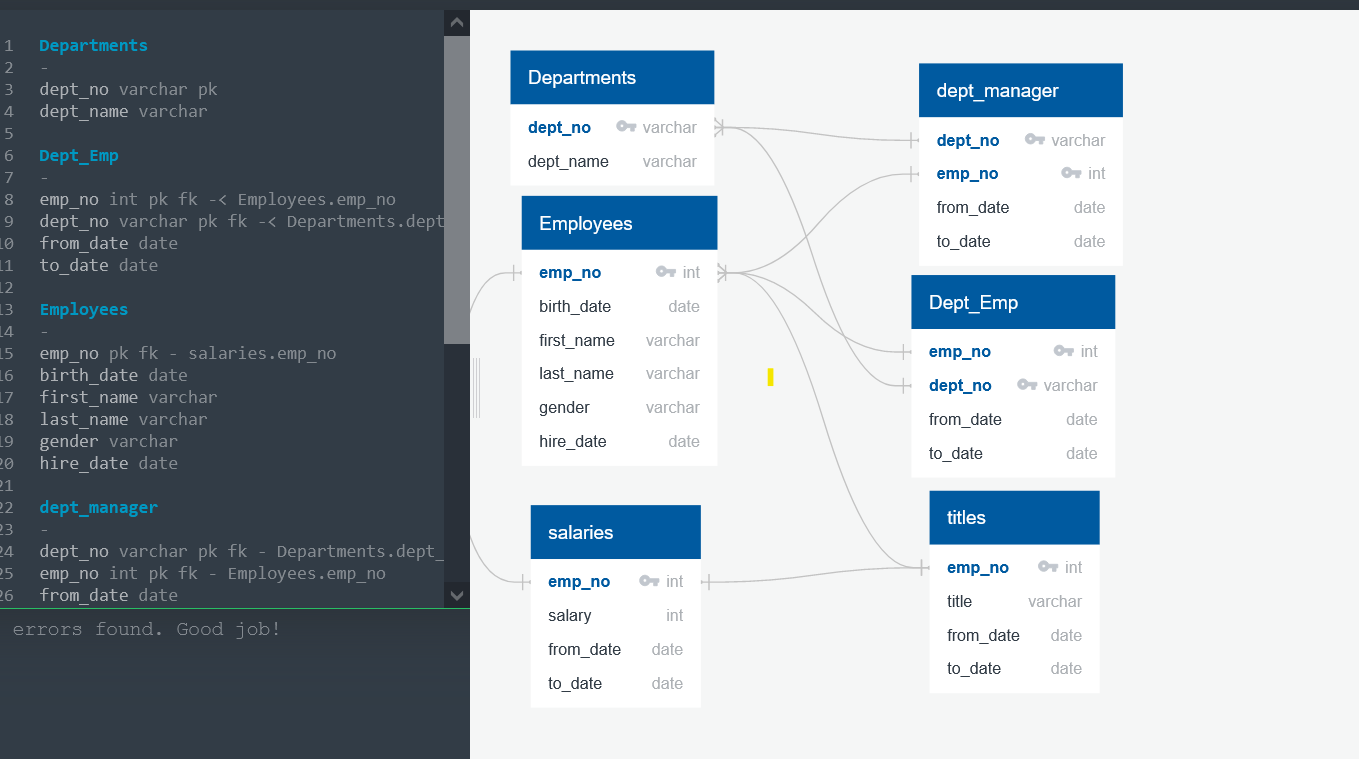 1 Departments
2 -
3 dept_no varchar pk
4 dept_name varchar
5
6 Dept_Emp
7 -
8 emp_no int pk fk -< Employees.emp_no
9 dept_no varchar pk fk -< Departments.dept
10 from_date date
11 to_date date
12
13 Employees
14 -
15 emp_no pk fk - salaries.emp_no
16 birth_date date
17 first_name varchar
18 last_name varchar
19 gender varchar
20 hire_date date
21
22 dept_manager
23 -
24 dept_no varchar pk fk - Departments.dept_
25 emp_no int pk fk - Employees.emp_no
26 from_date date
errors found. Good job!
Departments
dept_no varchar
dept_name varchar
Employees
emp_no int
birth_date date
first_name varchar
last_name varchar
gender varchar
hire_date date
salaries
emp_no int
salary int
from_date date
to_date date
dept_manager
dept_no varchar
emp_no int
from_date date
to_date date
Dept_Emp
emp_no int
dept_no varchar
from_date date
to_date date
titles
emp_no int
title varchar
from_date date
to_date date